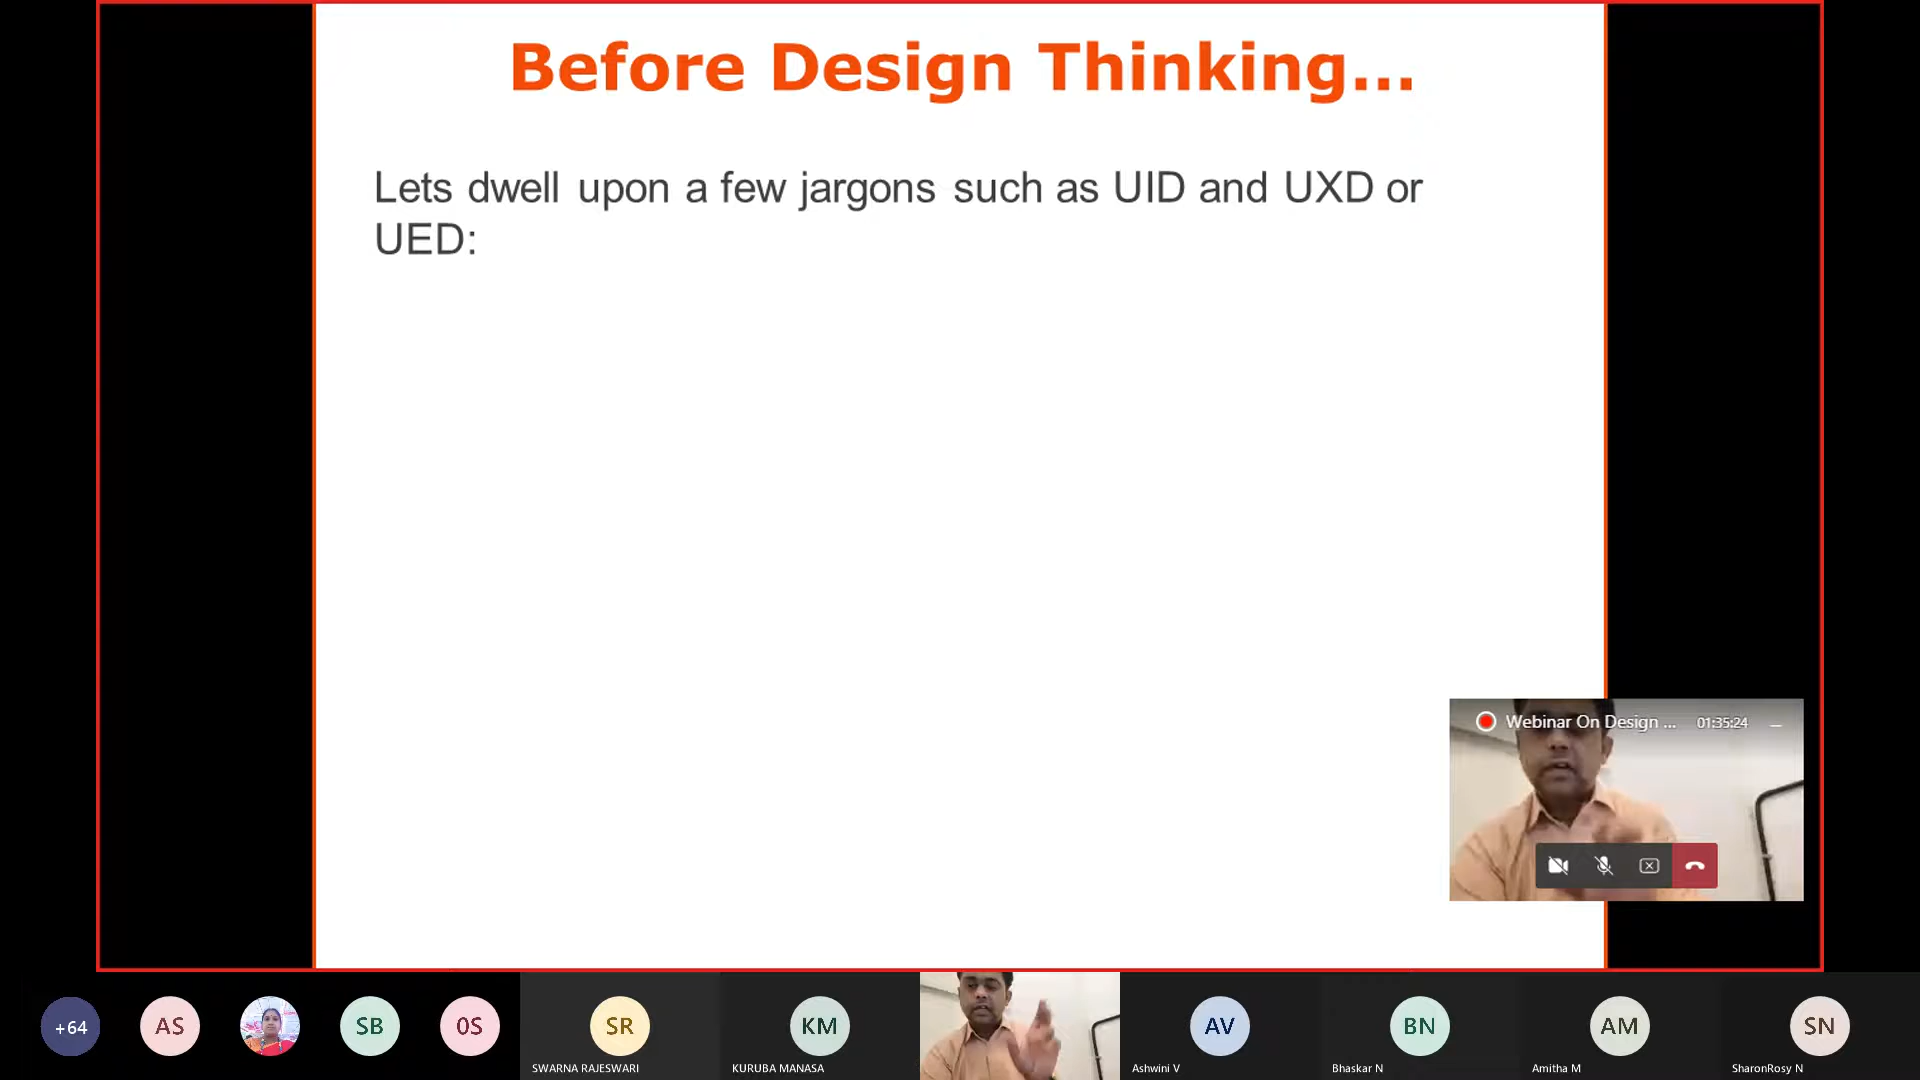 Before Design Thinking...
Lets dwell upon a few jargons such as UID and UXD or
UED:
Webinar On Design ... 01:35:24
+64 AS SB 0S SR KM AV BN AM SN
SWARNA RAJESWARI KURUBA MANASA Ashwini V Bhaskar N Amitha M SharonRosy N